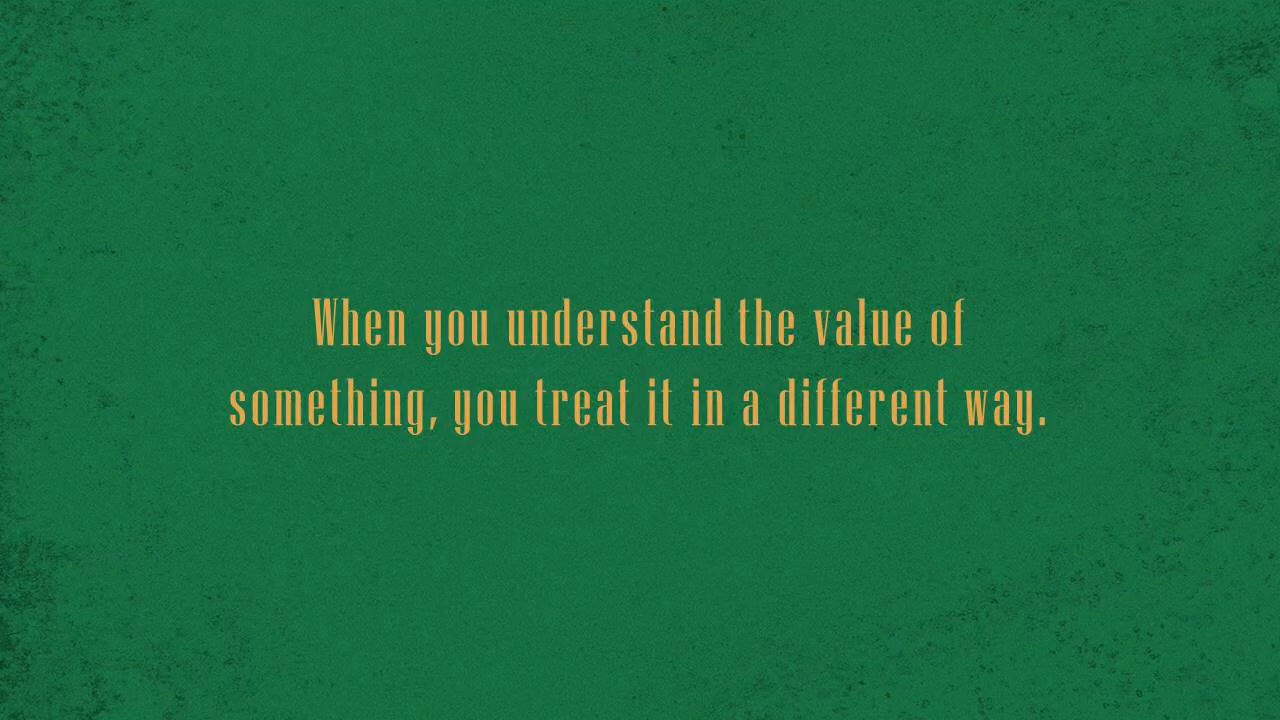 When you understand the value of
something, you treat it in a different way.